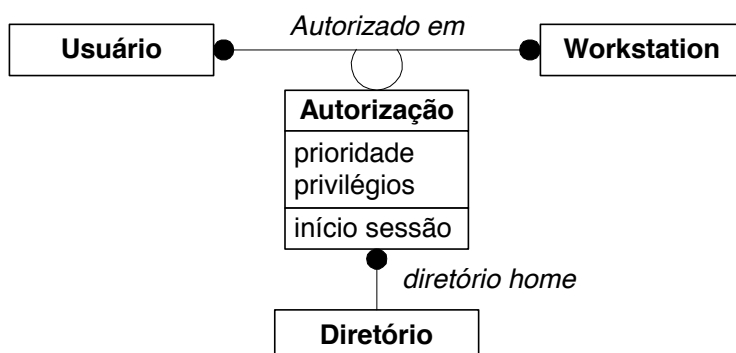 Autorizado em
Usuário
Workstation
Autorização
prioridade
privilégios
início sessão
diretório home
Diretório